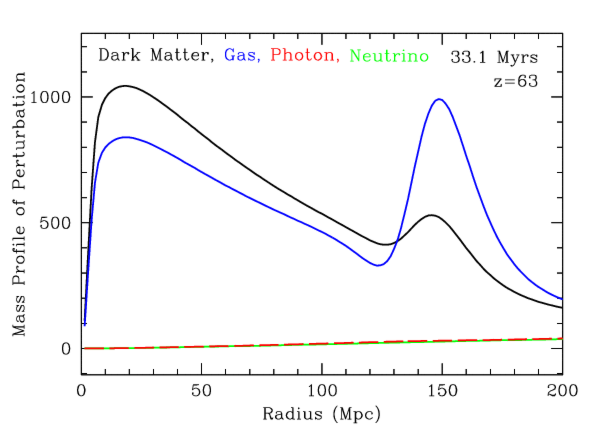 Dark Matter, Gas, Photon, Neutrino 33.1 Myrs
z=63
Mass Profile of Perturbation
1000
500
0
0 50 100 150 200
Radius (Mpc)